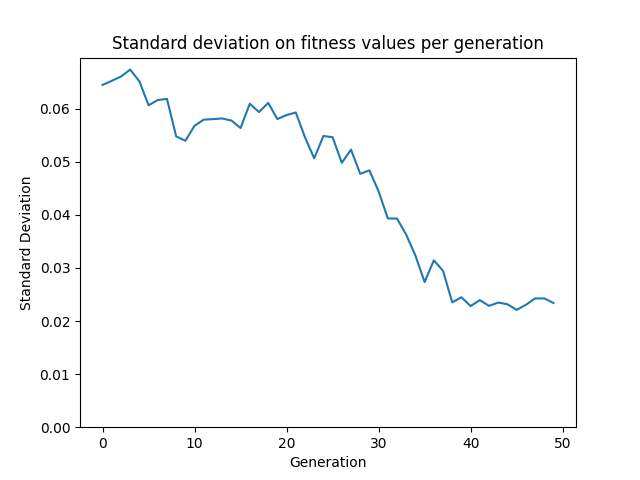 Standard deviation on fitness values per generation
Standard Deviation
0.06
0.05
0.04
0.03
0.02
0.01
0.00
0 10 20 30 40 50
Generation